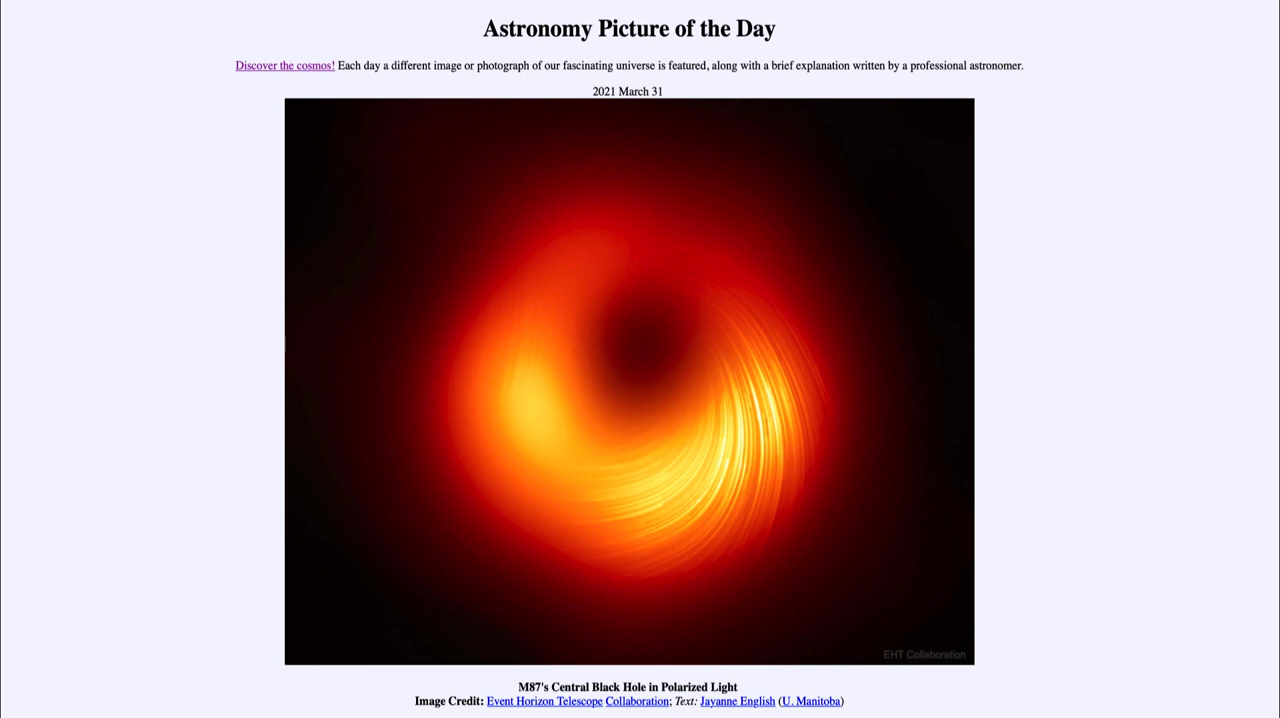 Astronomy Picture of the Day
Discover the cosmos! Each day a different image or photograph of our fascinating universe is featured, along with a brief explanation written by a professional astronomer.
2021 March 31
EHT Collaboration
M87's Central Black Hole in Polarized Light
Image Credit: Event Horizon Telescope Collaboration; Text: Jayanne English (U. Manitoba)